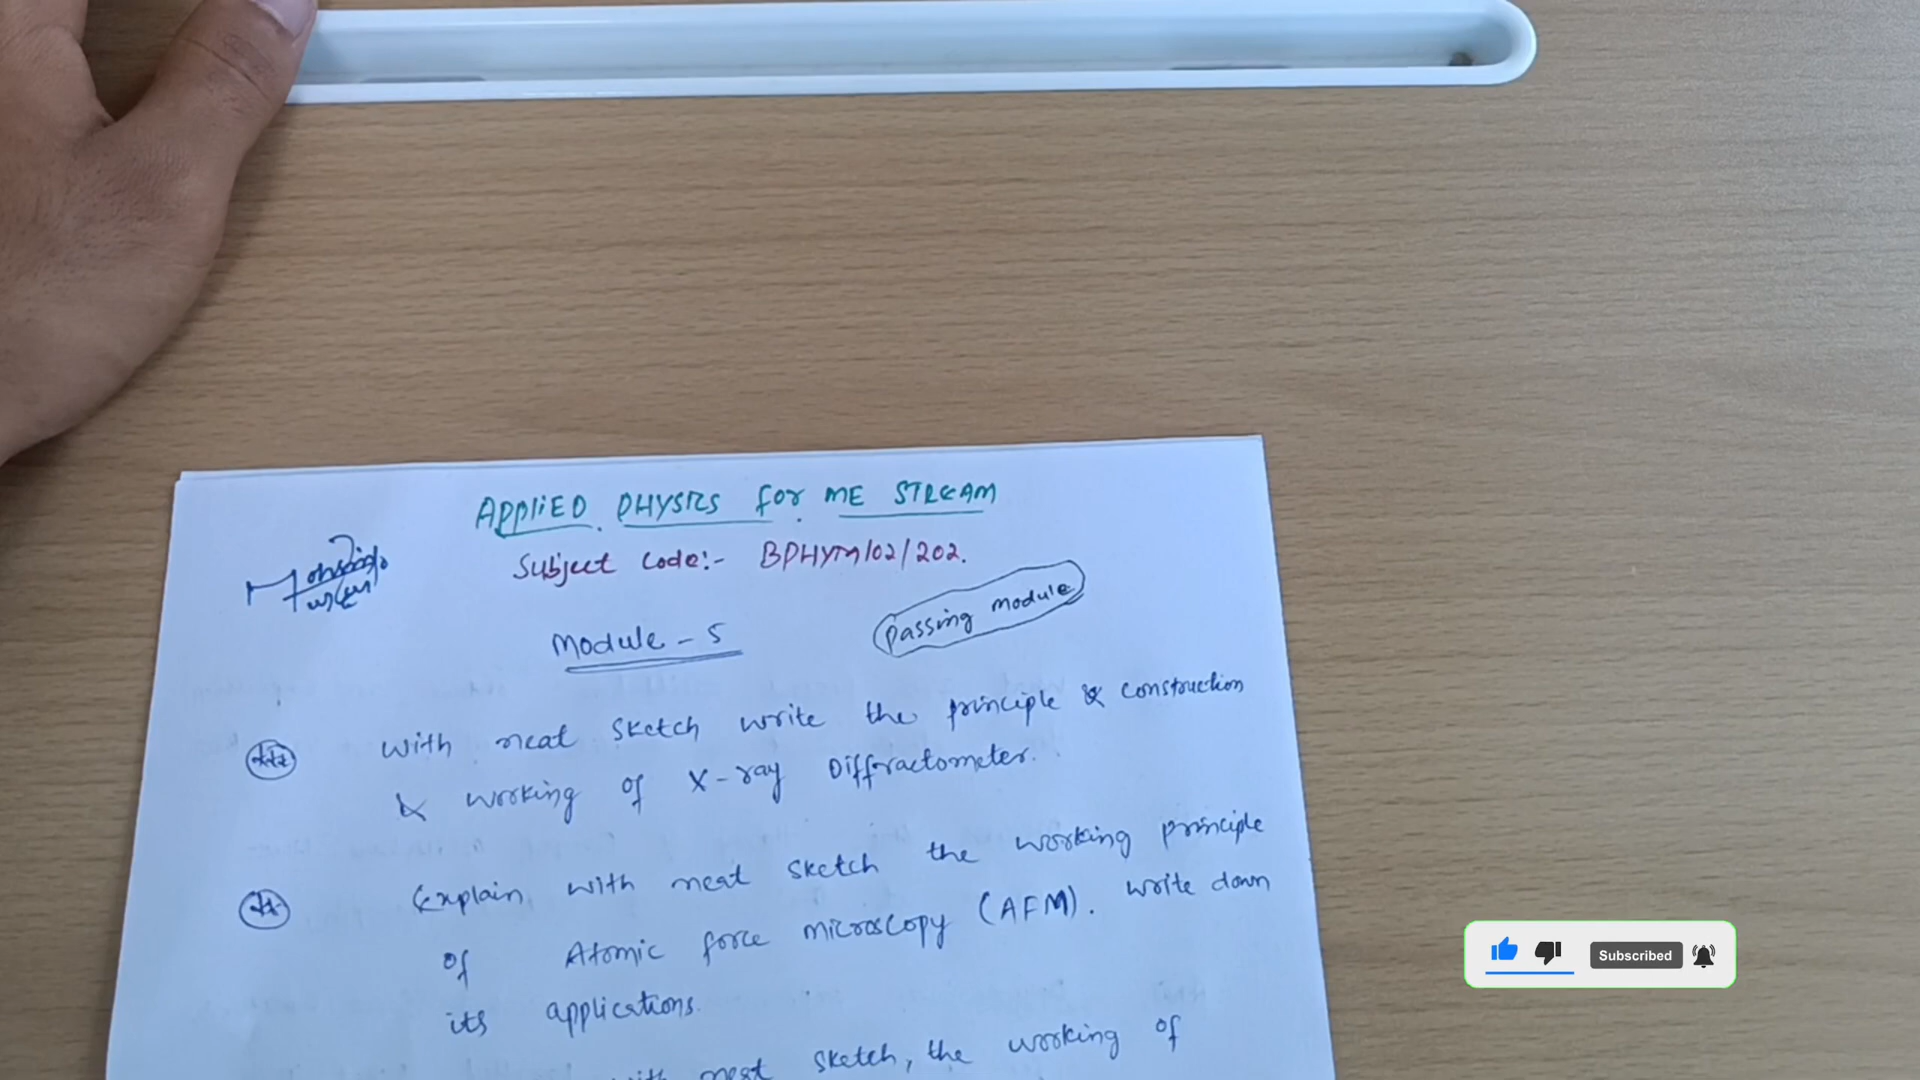 APPLIED PHYSICS for ME STREAM
Subject Code:- BPHYM102/202.
Module - 5
Passing module
with neat sketch write the principle & construction
& working of X-ray Diffractometer.
Explain with neat sketch the working principle
of Atomic force microscopy (AFM). write down
its applications.
with neat sketch, the working of
Subscribed